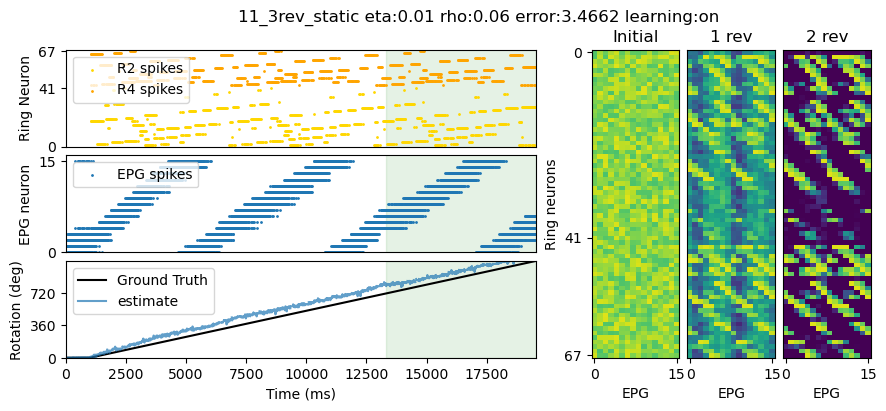 11_3rev_static eta:0.01 rho:0.06 error:3.4662 learning:on
Ring Neuron
67
41
0
R2 spikes
R4 spikes
EPG neuron
15
0
EPG spikes
Rotation (deg)
720
360
0
Ground Truth
estimate
0
2500
5000
7500
10000
12500
15000
17500
Time (ms)
Initial
1 rev
2 rev
Ring neurons
0
41
67
0
15
0
15
0
15
EPG
EPG
EPG